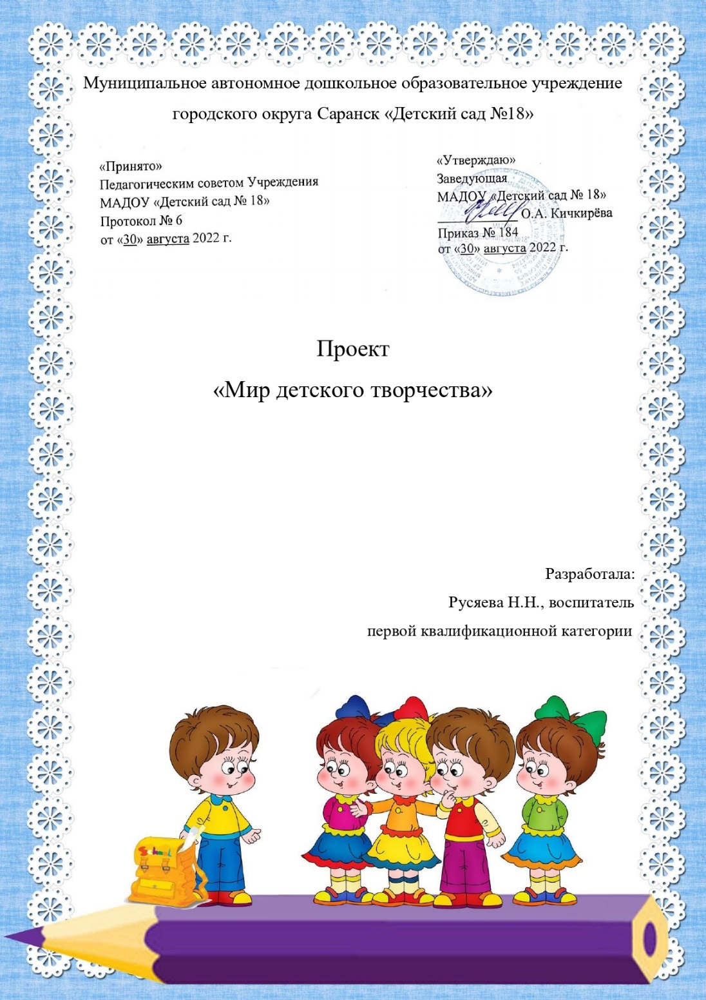 Муниципальное автономное дошкольное образовательное учреждение
городского округа Саранск «Детский сад №18»
«Принято»
Педагогическим советом Учреждения
МАДОУ «Детский сад № 18»
Протокол № 6
от «30» августа 2022 г.
«Утверждаю»
Заведующая
МАДОУ «Детский сад № 18»
О.А. Кичкирёва
Приказ № 184
от «30» августа 2022 г.
Проект
«Мир детского творчества»
Разработала:
Русяева Н.Н., воспитатель
первой квалификационной категории
School